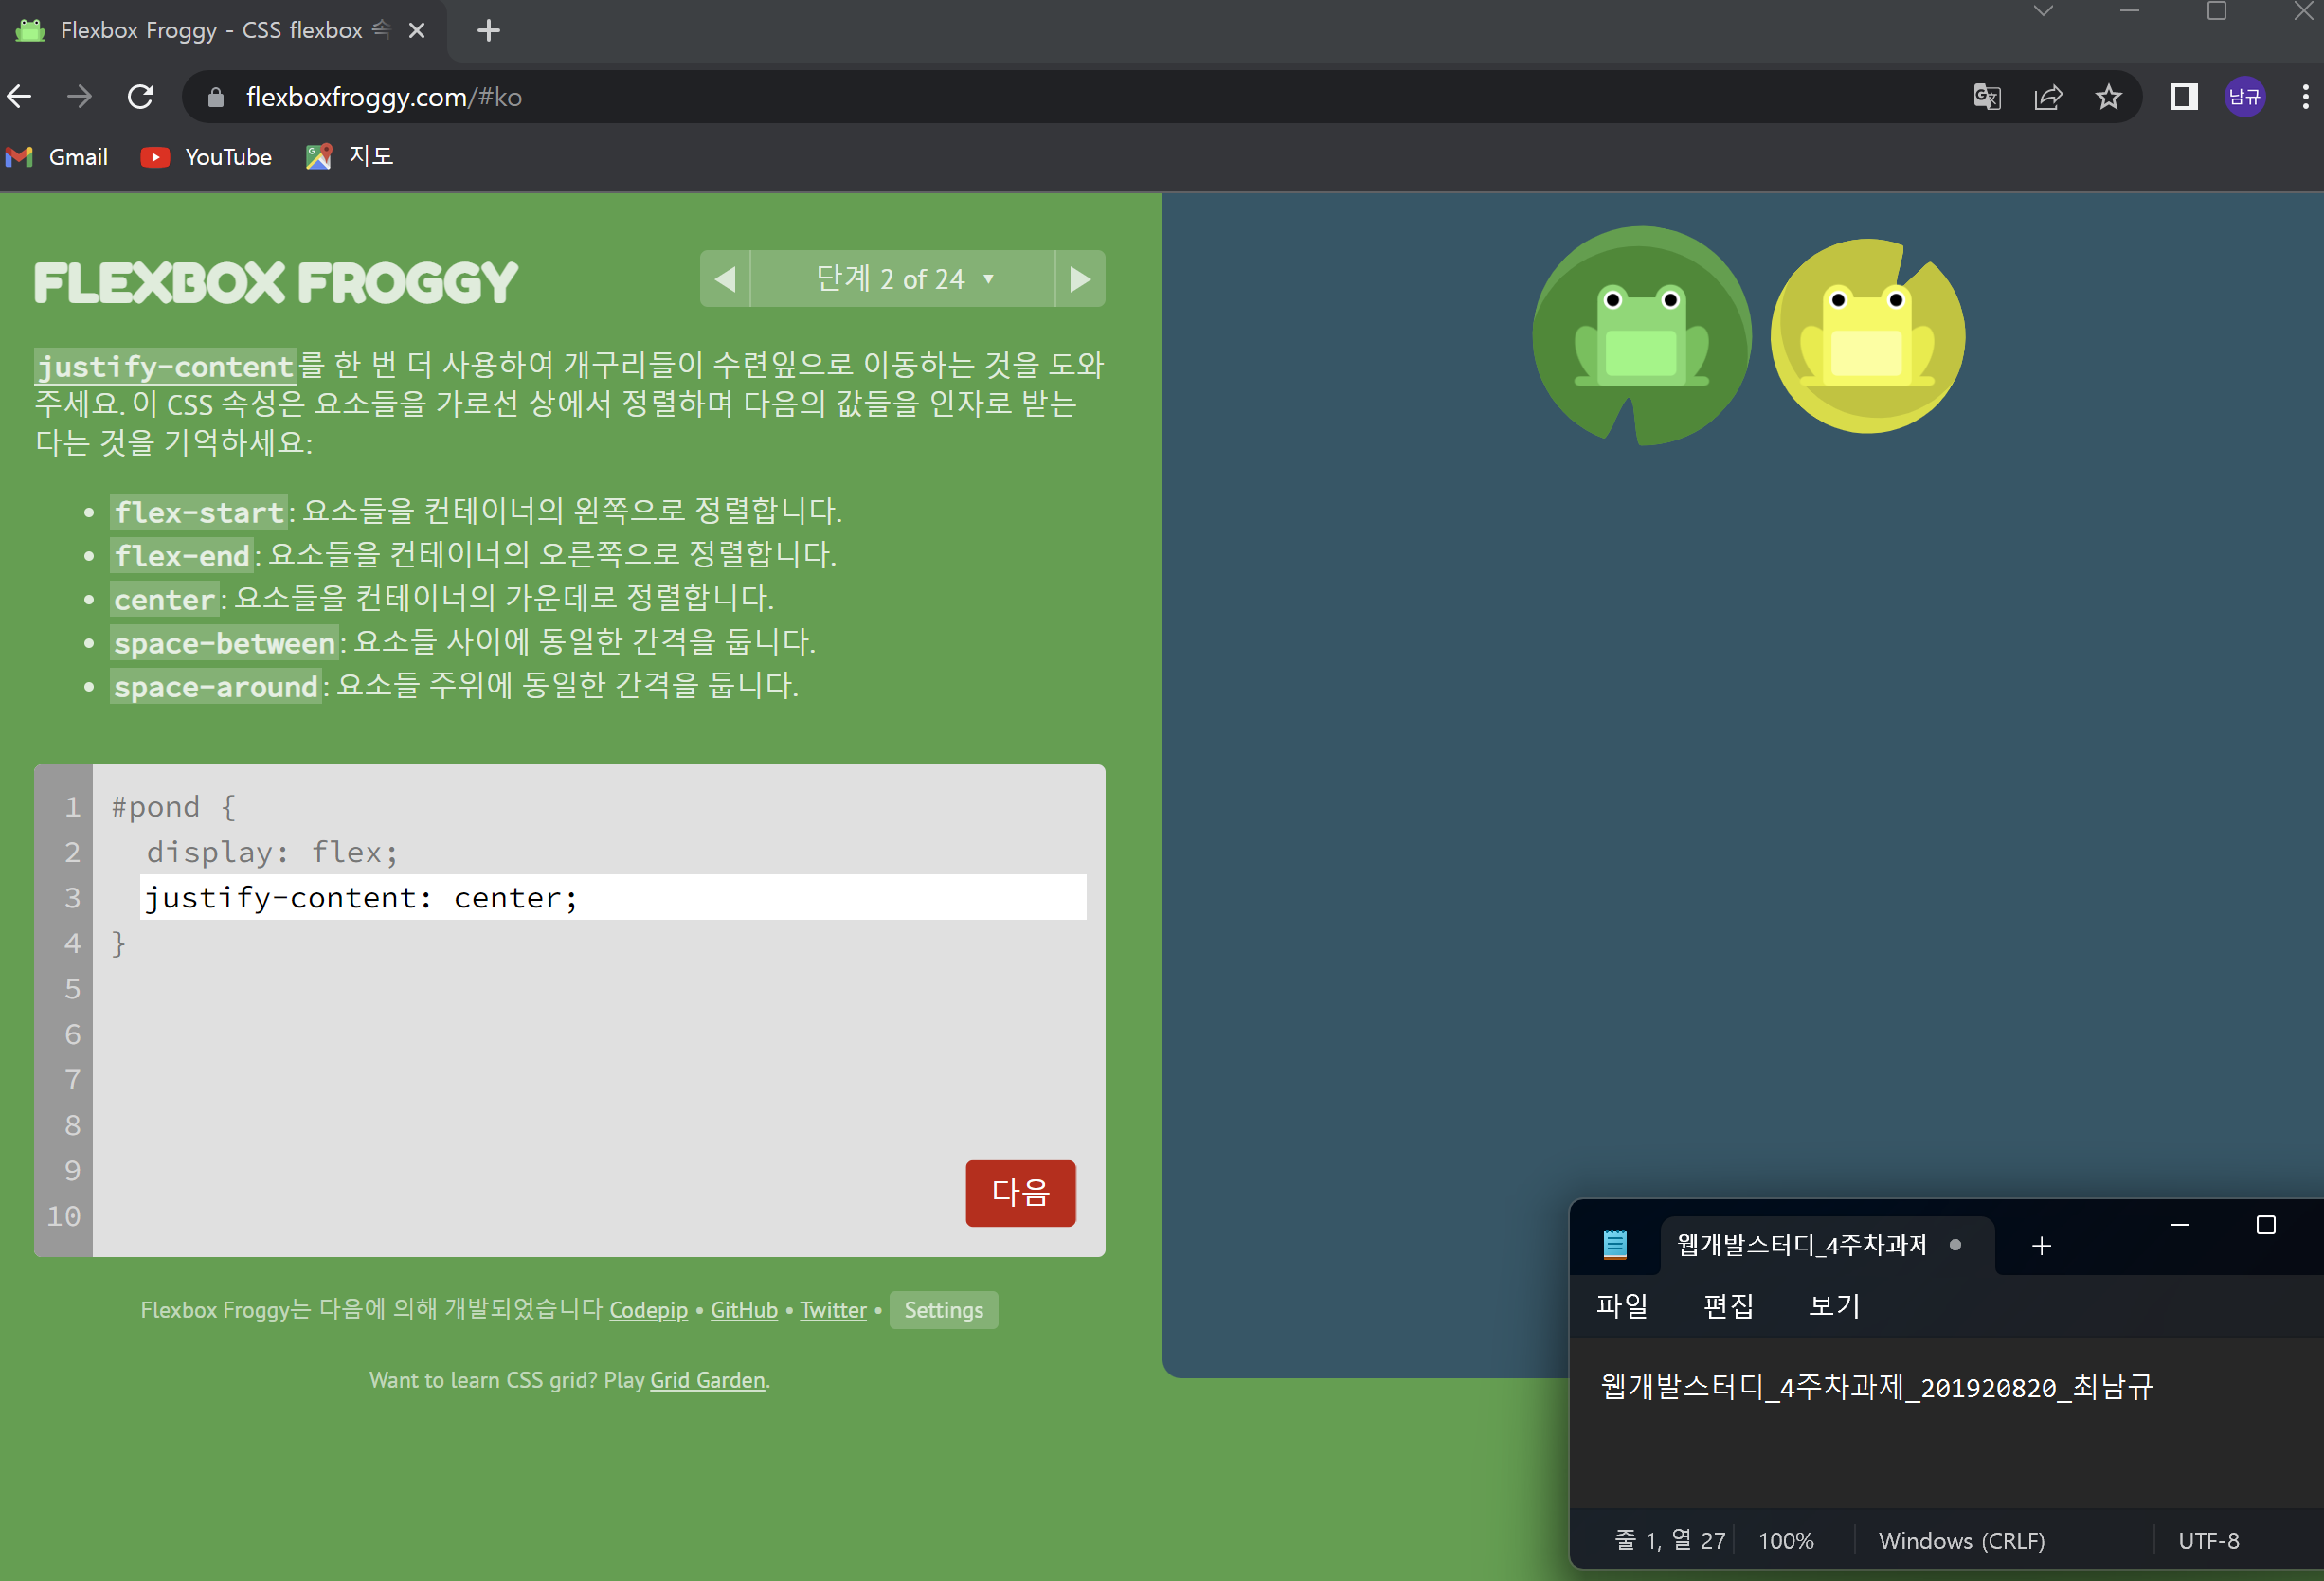 Flexbox Froggy - CSS flexbox 속
flexboxfroggy.com/#ko
남규
Gmail
YouTube
지도
FLEXBOX FROGGY
단계 2 of 24 ▼
justify-content를 한 번 더 사용하여 개구리들이 수련잎으로 이동하는 것을 도와
주세요. 이 CSS 속성은 요소들을 가로선 상에서 정렬하며 다음의 값들을 인자로 받는
다는 것을 기억하세요:
• flex-start: 요소들을 컨테이너의 왼쪽으로 정렬합니다.
• flex-end: 요소들을 컨테이너의 오른쪽으로 정렬합니다.
• center: 요소들을 컨테이너의 가운데로 정렬합니다.
• space-between: 요소들 사이에 동일한 간격을 둡니다.
• space-around: 요소들 주위에 동일한 간격을 둡니다.
1 #pond {
2 display: flex;
3 justify-content: center;
4 }
5
6
7
8
9
10
다음
Flexbox Froggy는 다음에 의해 개발되었습니다 Codepip • GitHub • Twitter • Settings
Want to learn CSS grid? Play Grid Garden.
웹개발스터디_4주차과제
파일 편집 보기
웹개발스터디_4주차과제_201920820_최남규
줄 1, 열 27 100% Windows (CRLF) UTF-8